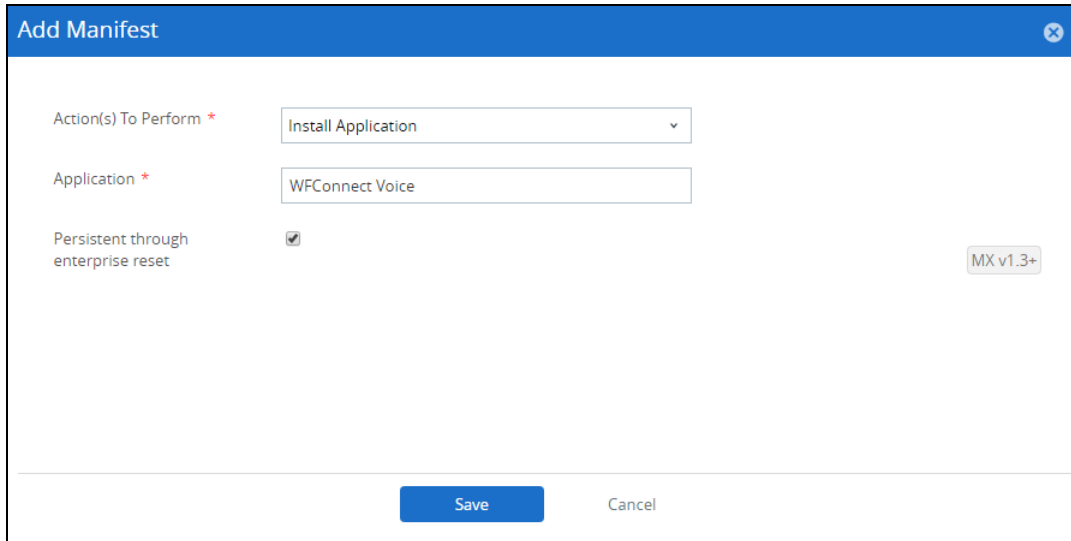 Add Manifest
Action(s) To Perform *
Install Application
Application *
WFConnect Voice
Persistent through
enterprise reset
MX v1.3+
Save
Cancel